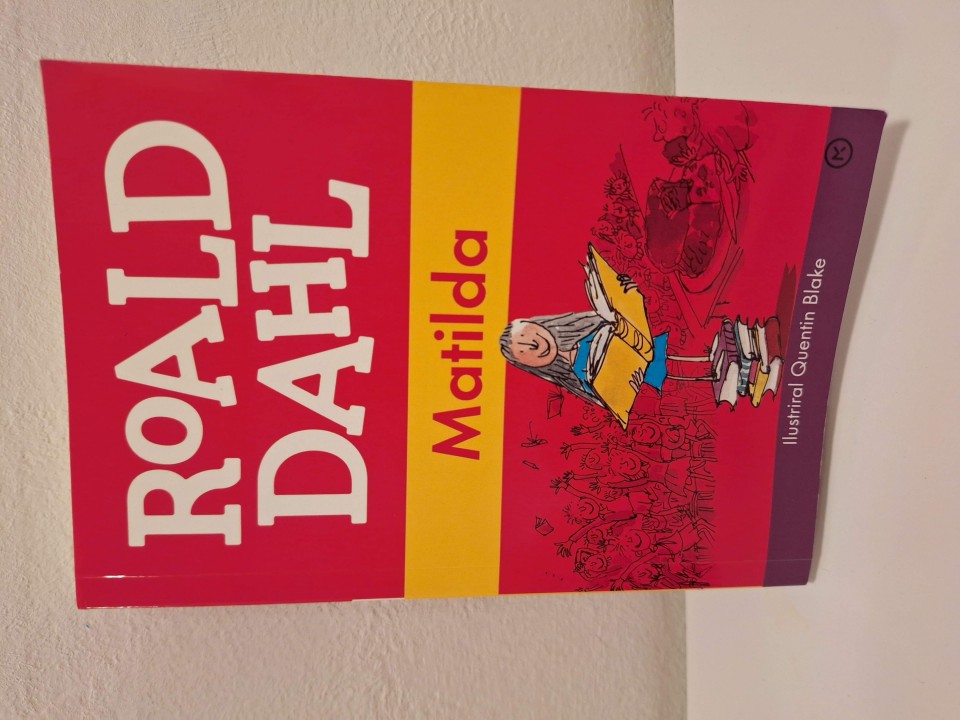 ROALD
DAHL
Matilda
Ilustriral Quentin Blake